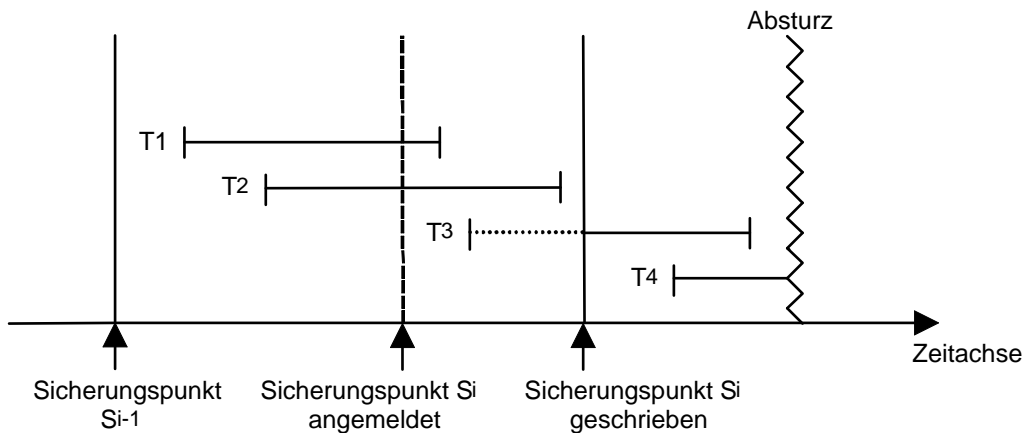 Absturz
T1
T2
T3
T4
Zeitachse
Sicherungspunkt
Si-1
Sicherungspunkt Si
angemeldet
Sicherungspunkt Si
geschrieben